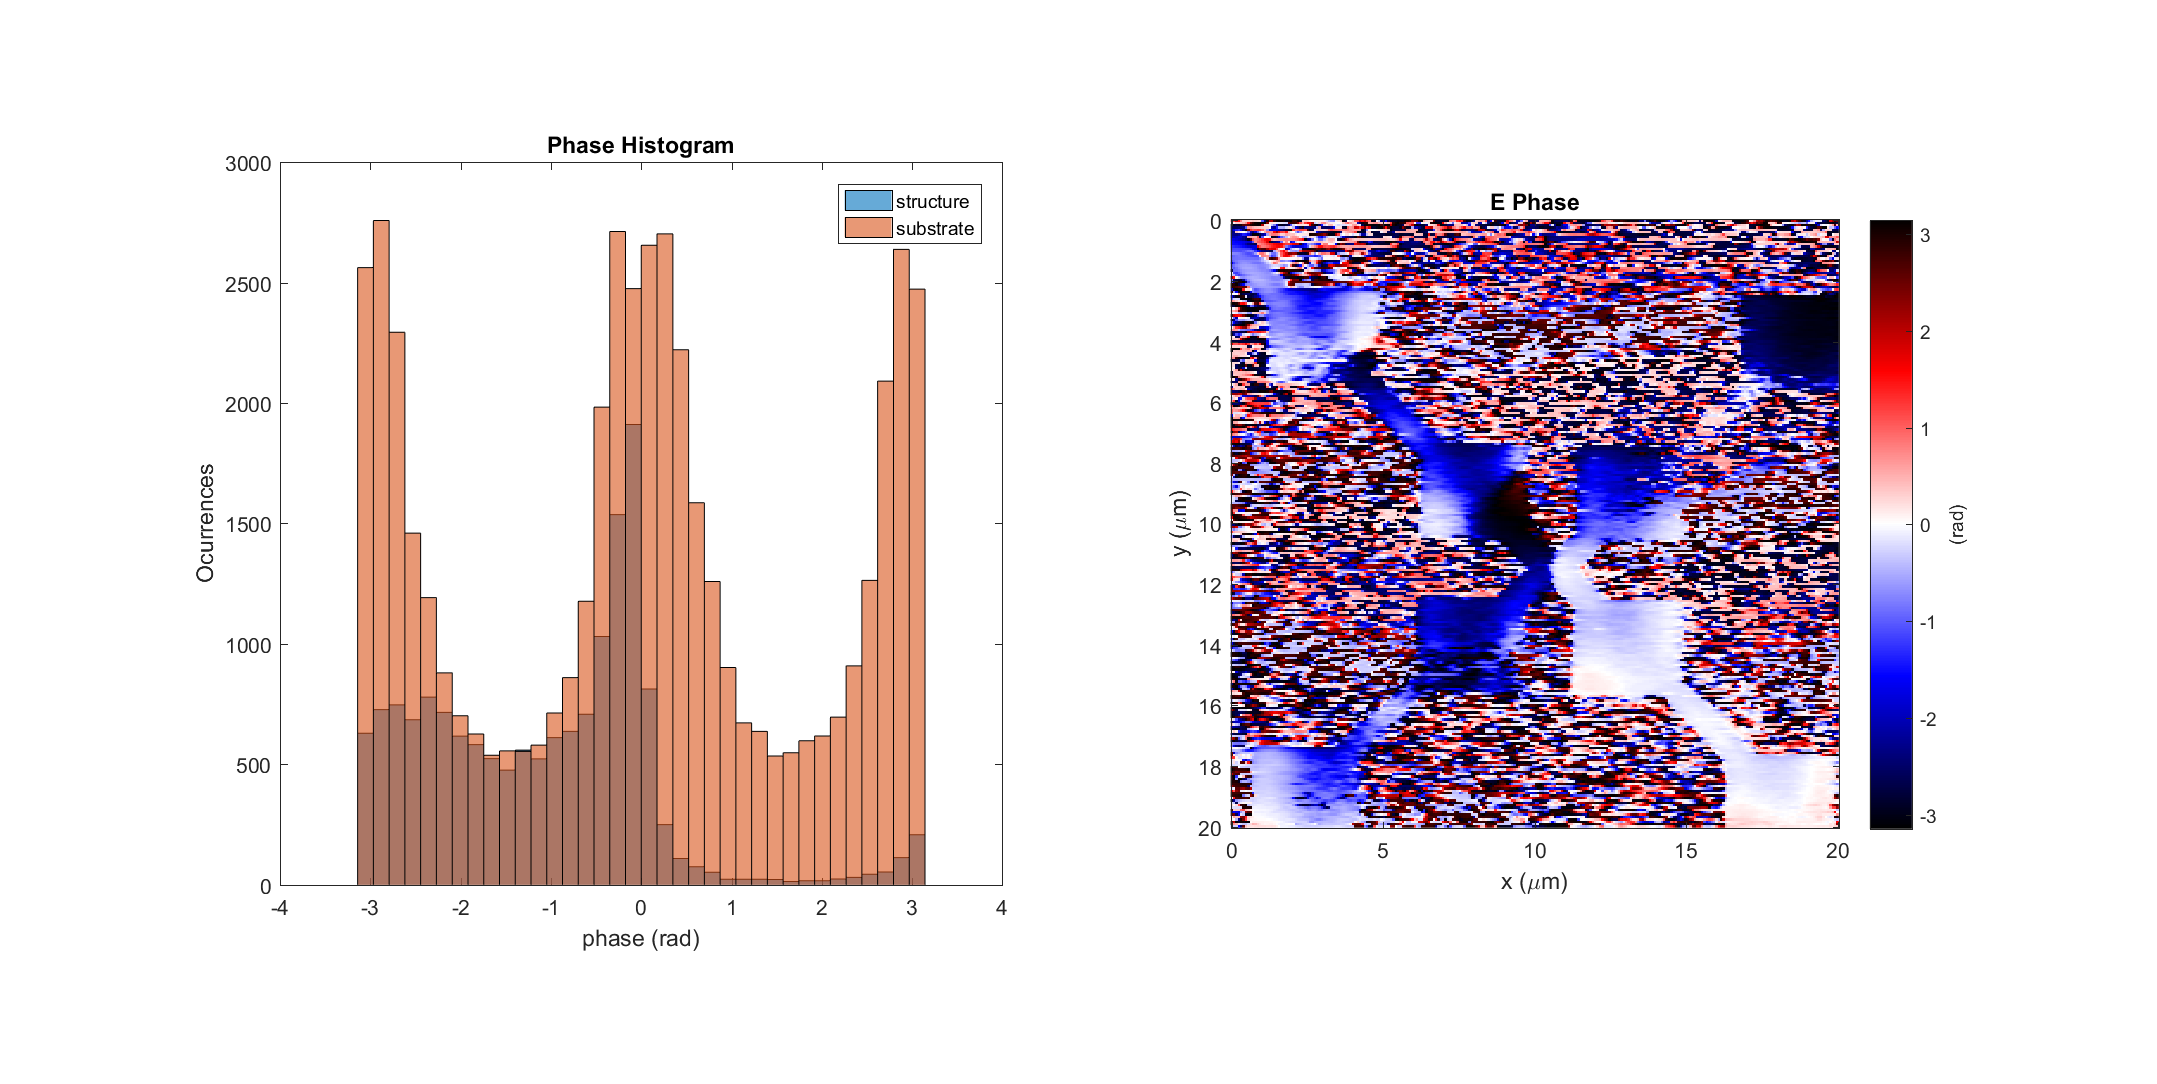 Phase Histogram
3000
2500
2000
1500
1000
500
0
Ocurrences
-4 -3 -2 -1 0 1 2 3 4
phase (rad)
structure
substrate
E Phase
0
2
4
6
8
10
12
14
16
18
20
y (μm)
0 5 10 15 20
x (μm)
3
2
1
0
-1
-2
-3
(rad)